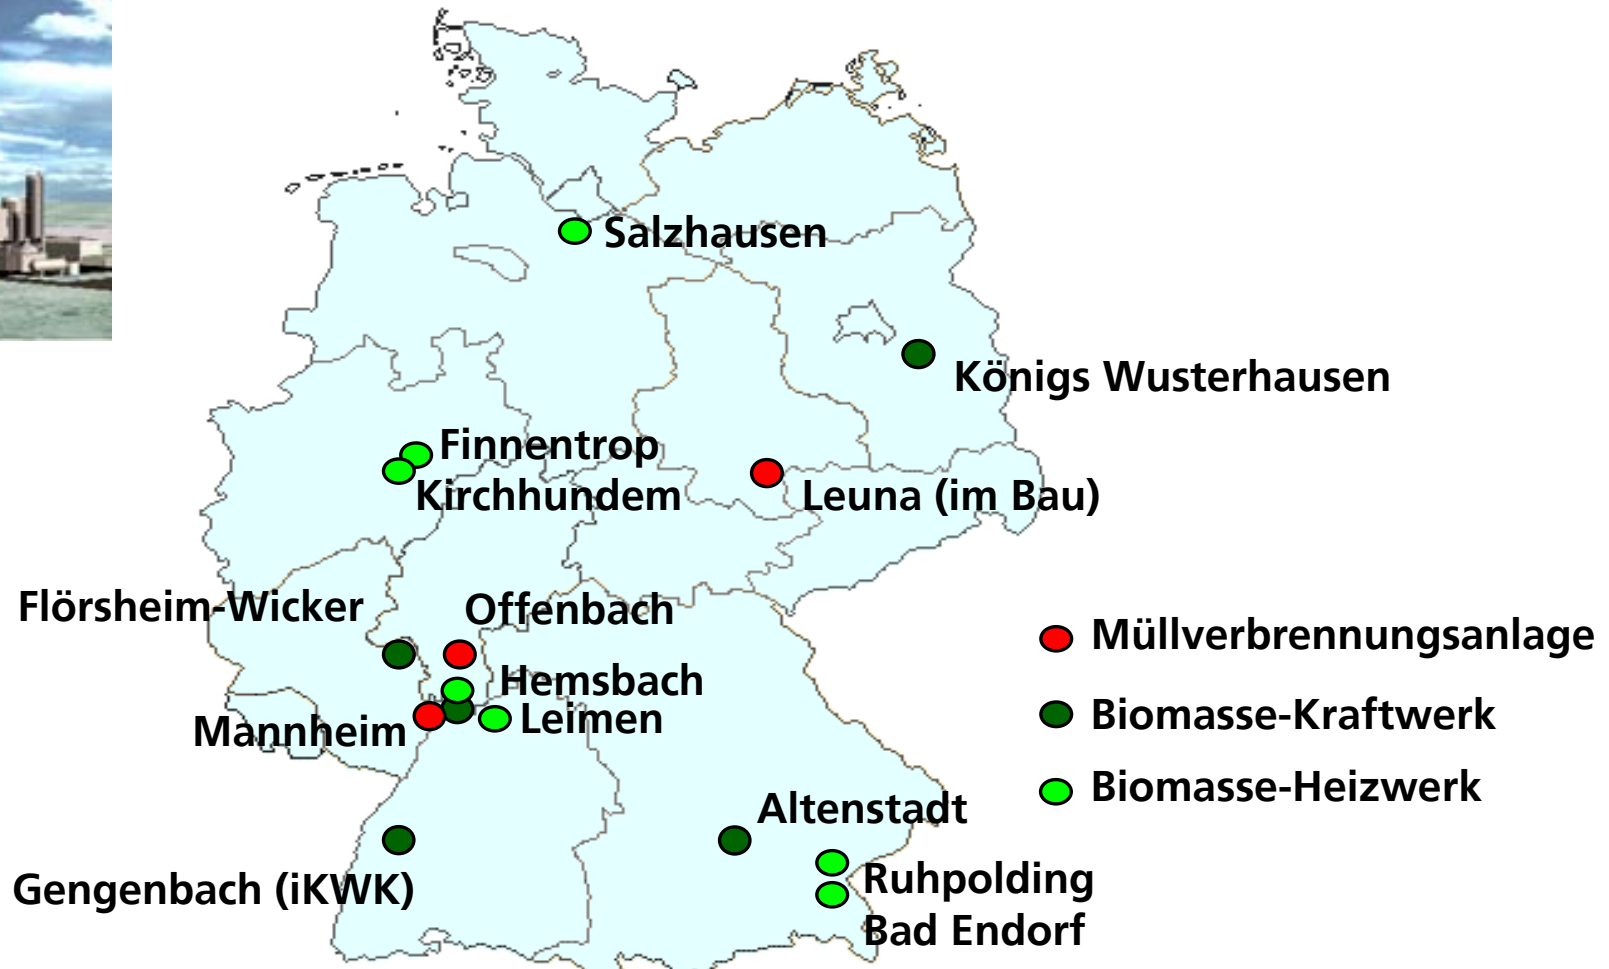 Salzhausen
Königs Wusterhausen
Finnentrop
Kirchhundem
Leuna (im Bau)
Flörsheim-Wicker
Offenbach
Hemsbach
Leimen
Mannheim
Müllverbrennungsanlage
Biomasse-Kraftwerk
Biomasse-Heizwerk
Altenstadt
Gengenbach (iKWK)
Ruhpolding
Bad Endorf